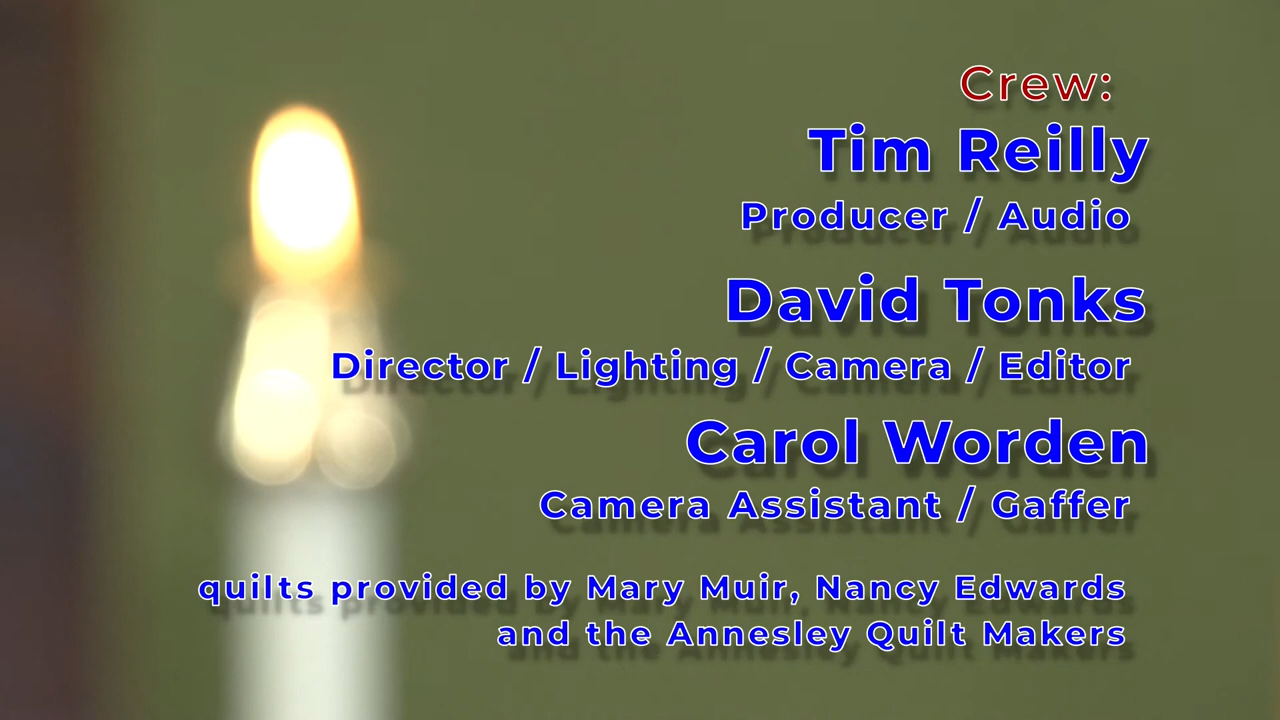 Crew:
Tim Reilly
Producer / Audio
David Tonks
Director / Lighting / Camera / Editor
Carol Worden
Camera Assistant / Gaffer
quilts provided by Mary Muir, Nancy Edwards
and the Annesley Quilt Makers